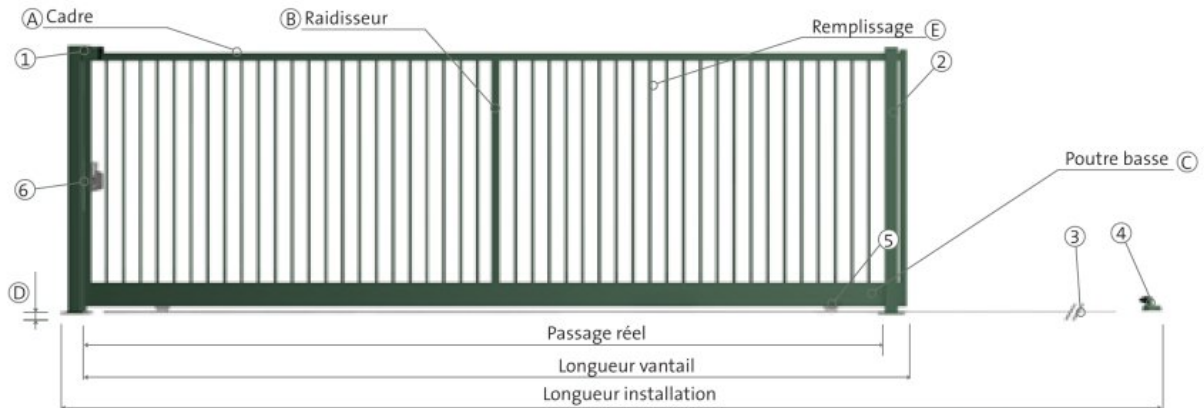 Ⓐ Cadre
Ⓑ Raidisseur
Remplissage Ⓔ
①
②
Poutre basse Ⓒ
⑥
⑤
③
④
Ⓓ
Passage réel
Longueur vantail
Longueur installation